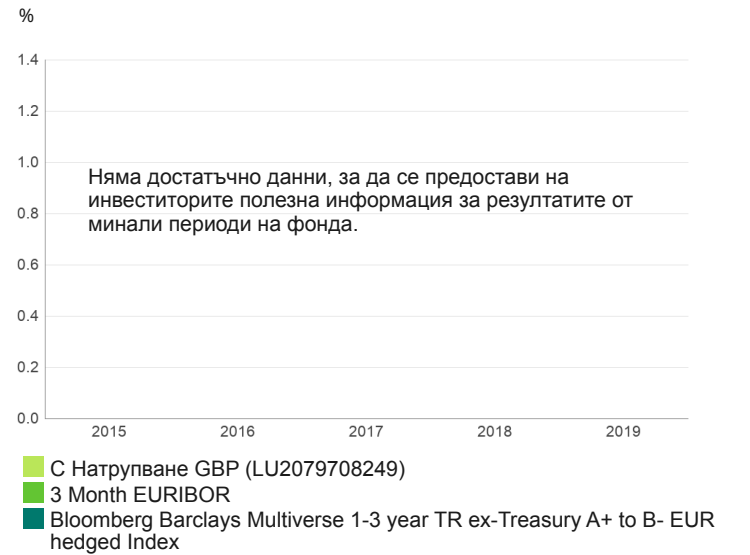 %
1.4
1.2
1.0
Няма достатъчно данни, за да се предостави на
инвеститорите полезна информация за резултатите от
0.8
минали периоди на фонда.
0.6
0.4
0.2
0.0
2015 2016 2017 2018 2019
C Натрупване GBP (LU2079708249)
3 Month EURIBOR
Bloomberg Barclays Multiverse 1-3 year TR ex-Treasury A+ to B- EUR
hedged Index